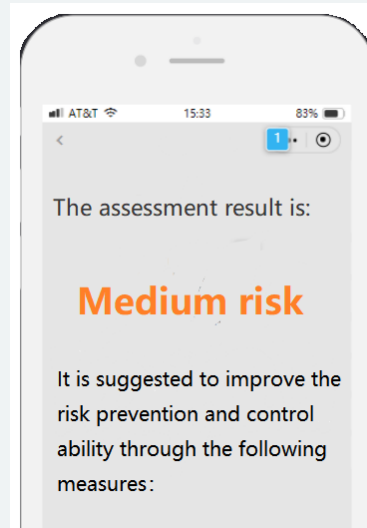 AT&T 15:33 83%
1
The assessment result is:
Medium risk
It is suggested to improve the
risk prevention and control
ability through the following
measures: